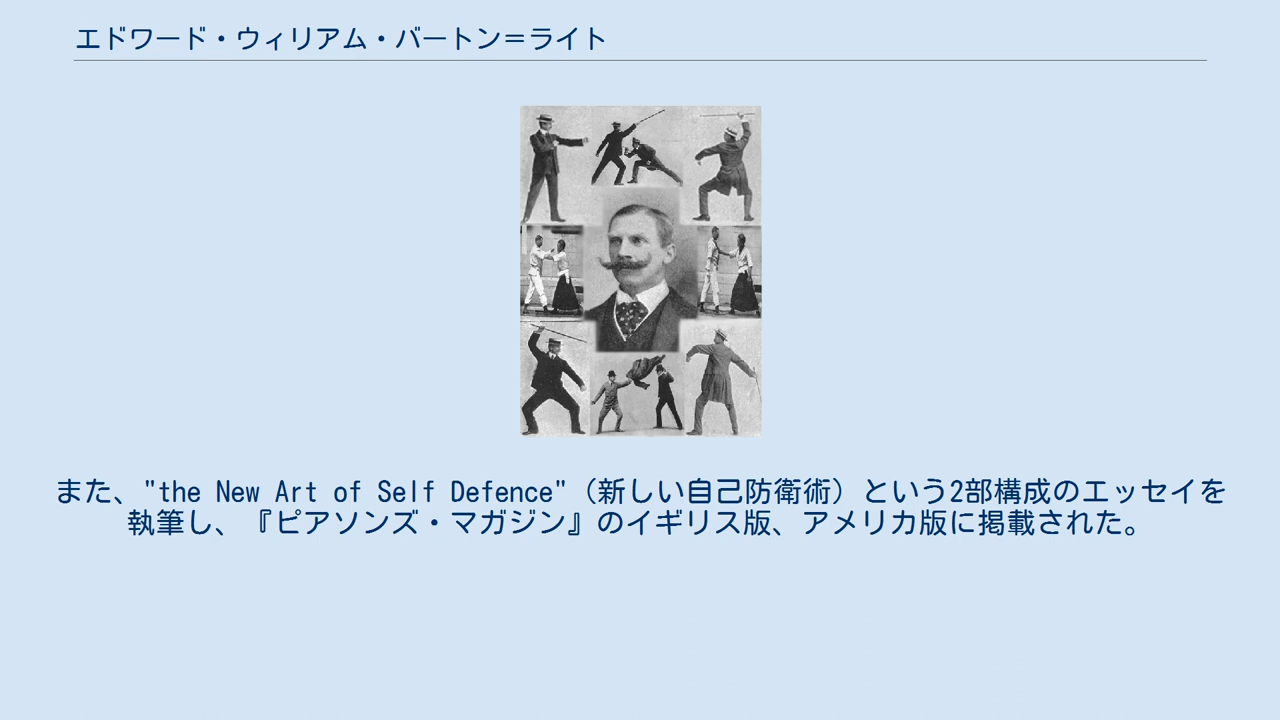 エドワード・ウィリアム・バートン＝ライト
また、"the New Art of Self Defence"（新しい自己防衛術）という2部構成のエッセイを
執筆し、『ピアソンズ・マガジン』のイギリス版、アメリカ版に掲載された。